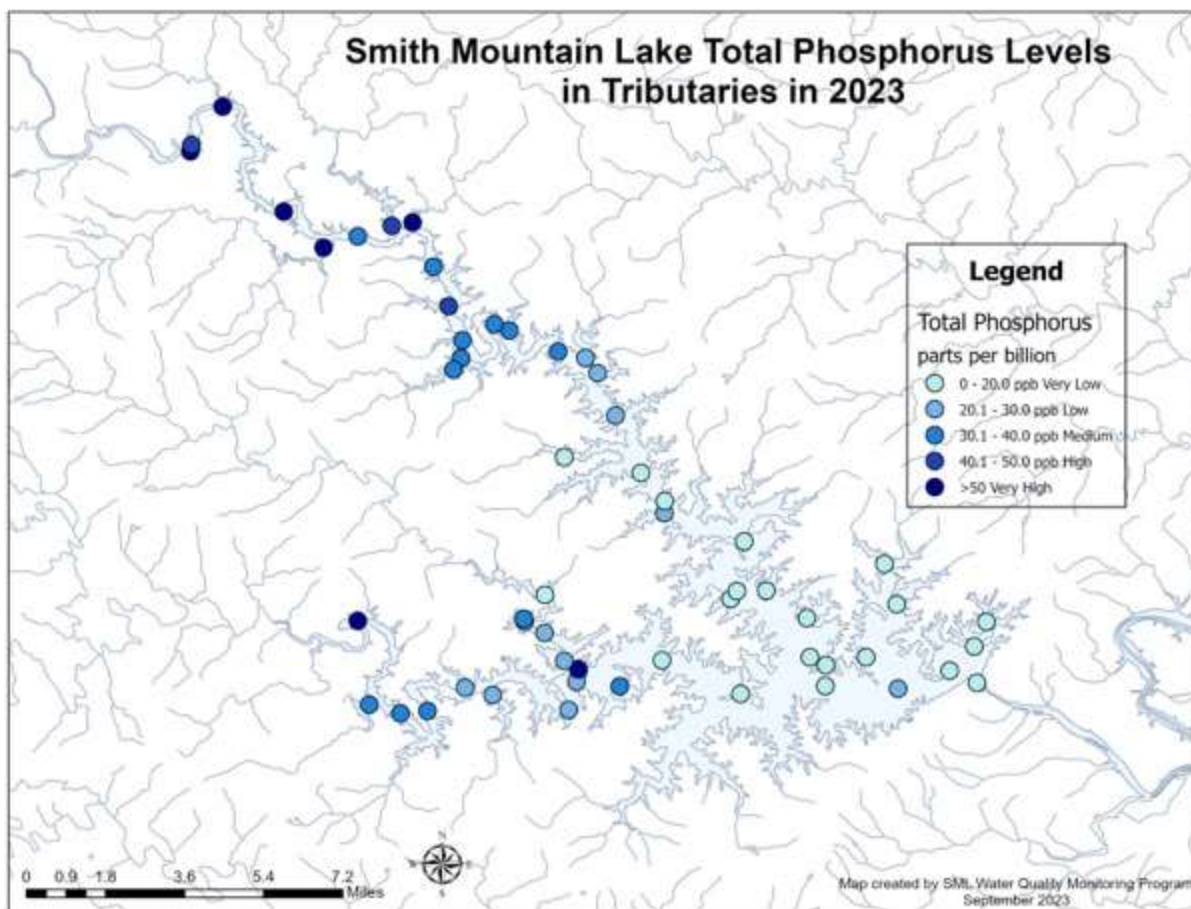 Smith Mountain Lake Total Phosphorus Levels
in Tributaries in 2023
Legend
Total Phosphorus
parts per billion
0 - 20.0 ppb Very Low
20.1 - 30.0 ppb Low
30.1 - 40.0 ppb Medium
40.1 - 50.0 ppb High
>50 Very High
N
0 0.9 1.8 3.6 5.4 7.2
Miles
Map created by SML Water Quality Monitoring Program
September 2023